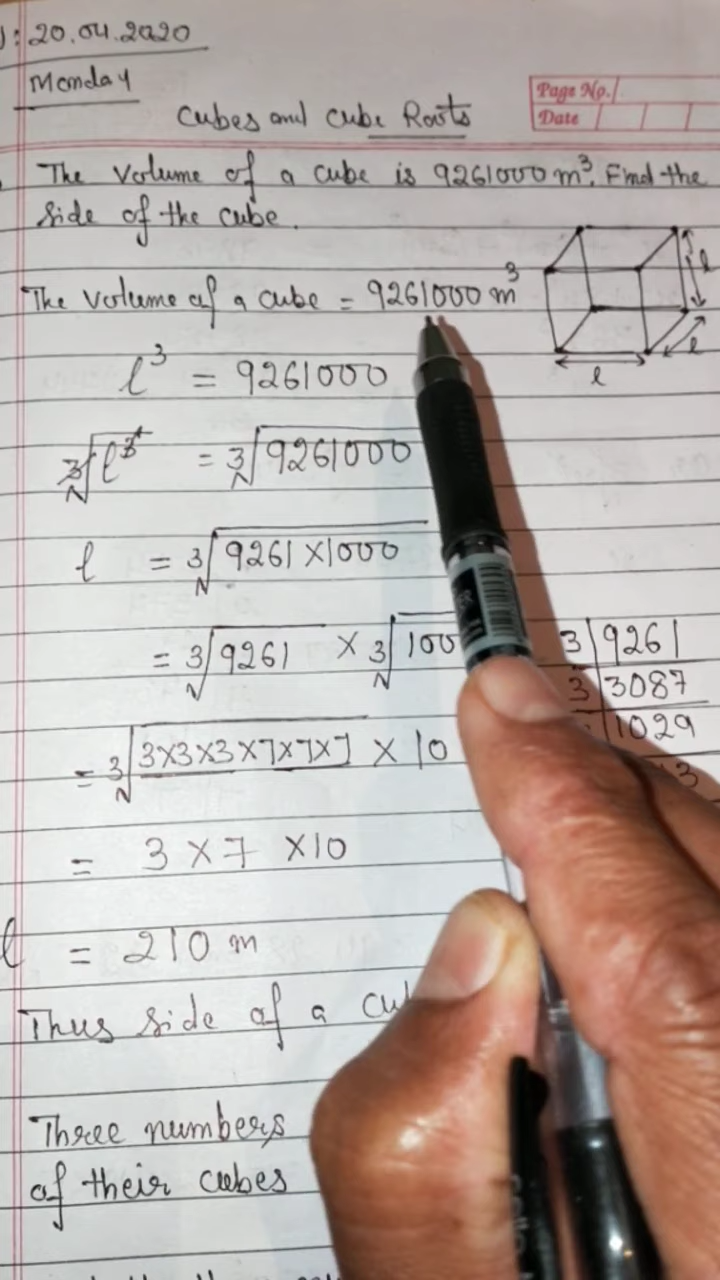 : 20.04.2020
Monday
Page No.
Date
Cubes and Cube Roots
The Volume of a cube is 9261000 m³. Find the
side of the cube.
The volume of a cube = 9261000 m³
l³ = 9261000
∛l³ = ∛9261000
l = ∛9261×1000
= ∛9261 × ∛100
= ∛3×3×3×7×7×7 × 10
= 3×7×10
l = 210 m
3 9261
3 3087
1029
3
l
l
l
Thus side of a
Three numbers
of their cubes